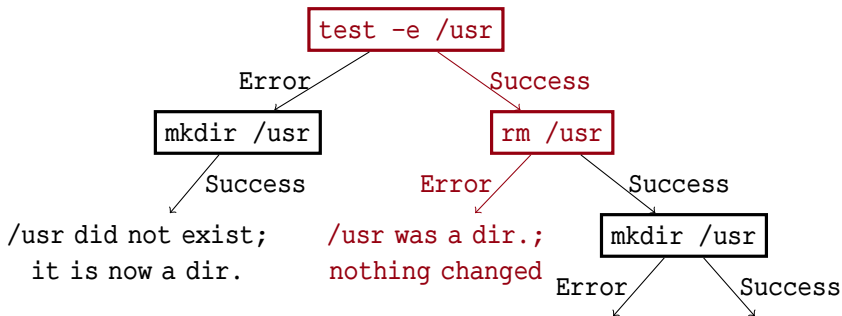 test -e /usr
Error
Success
mkdir /usr
rm /usr
Success
Error
Success
/usr did not exist;
it is now a dir.
/usr was a dir.;
nothing changed
mkdir /usr
Error
Success